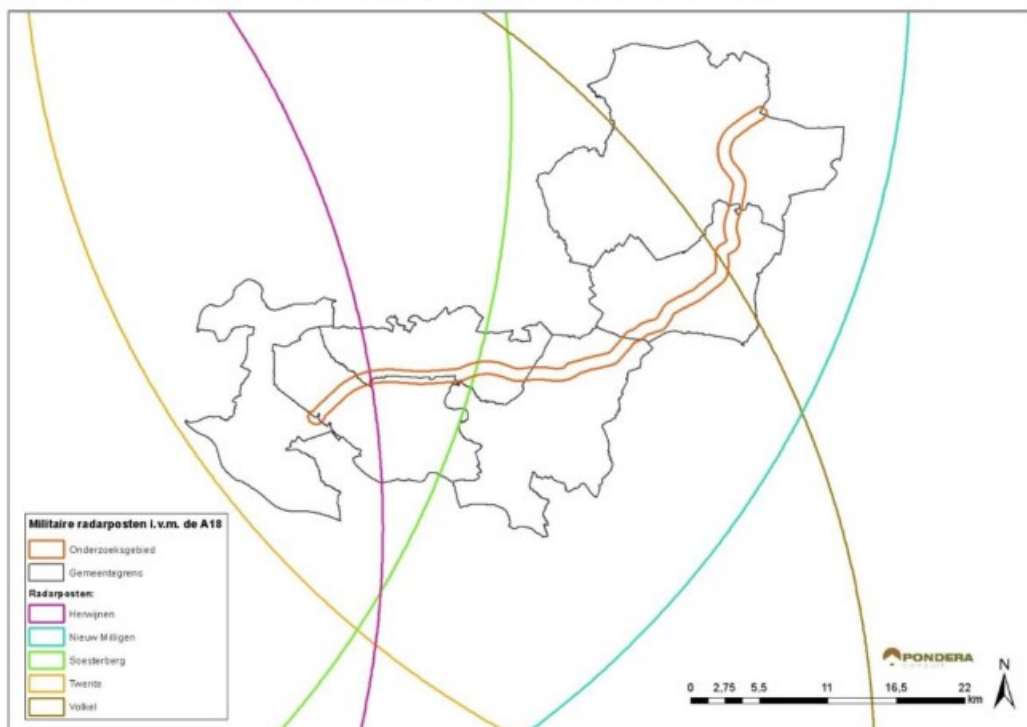 Militaire radarposten i.v.m. de A18
Onderzoeksgebied
Gemeentegrens
Radarposten:
Herwijnen
Nieuw Milligen
Soesterberg
Twente
Volkel
PONDERA
CONSULT
N
0 2,75 5,5 11 16,5 22
km